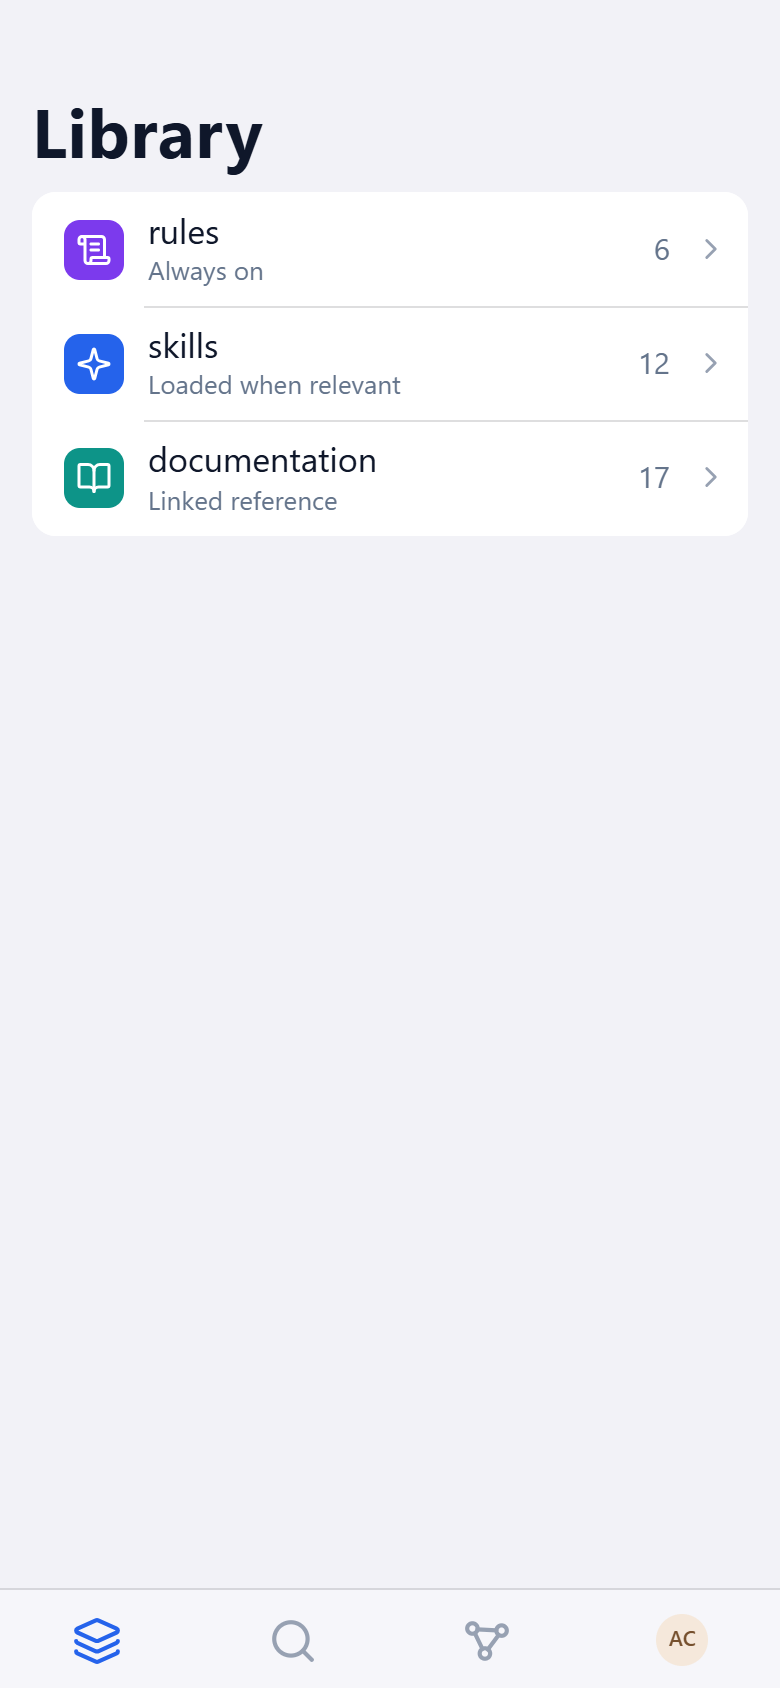 Library
rules
Always on
6
skills
Loaded when relevant
12
documentation
Linked reference
17
AC